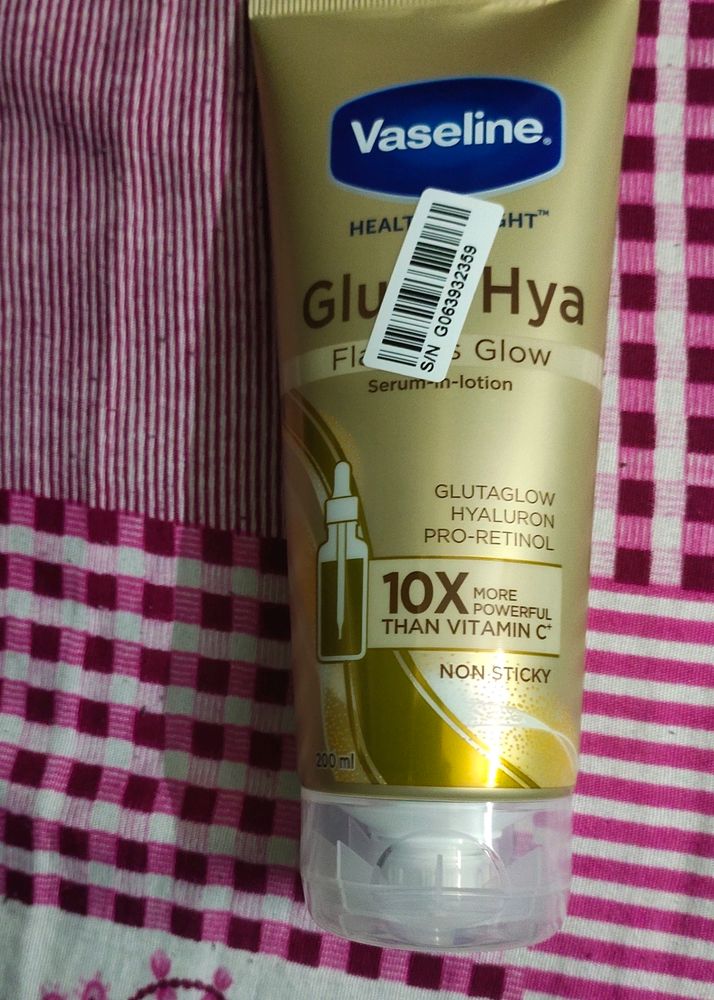 Vaseline®
HEALT GHT™
Glu Hya
Fla s Glow
Serum-in-lotion
S/N G063932359
GLUTAGLOW
HYALURON
PRO-RETINOL
10X MORE
POWERFUL
THAN VITAMIN C⁺
NON STICKY
200 ml